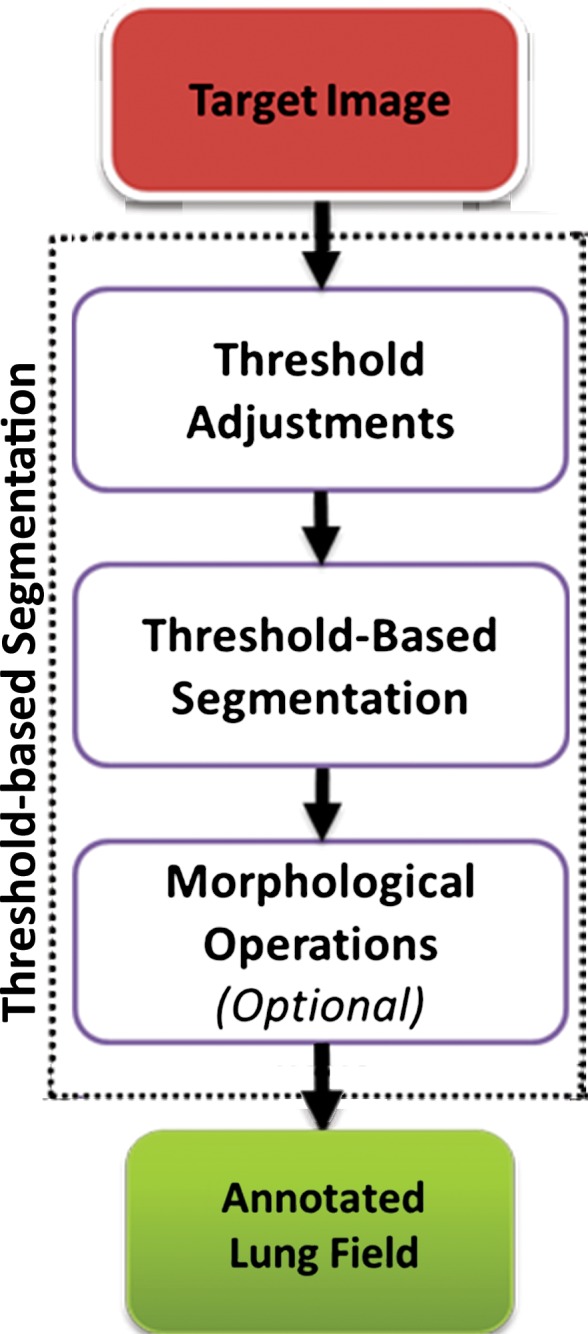 Target Image
Threshold
Adjustments
Threshold-Based
Segmentation
Morphological
Operations
(Optional)
Annotated
Lung Field
Threshold-based Segmentation